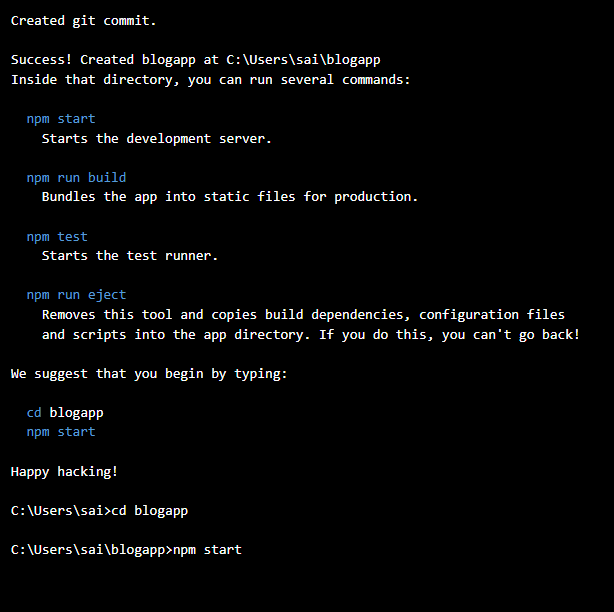 Created git commit.
Success! Created blogapp at C:\Users\sai\blogapp
Inside that directory, you can run several commands:
npm start
Starts the development server.
npm run build
Bundles the app into static files for production.
npm test
Starts the test runner.
npm run eject
Removes this tool and copies build dependencies, configuration files
and scripts into the app directory. If you do this, you can't go back!
We suggest that you begin by typing:
cd blogapp
npm start
Happy hacking!
C:\Users\sai>cd blogapp
C:\Users\sai\blogapp>npm start